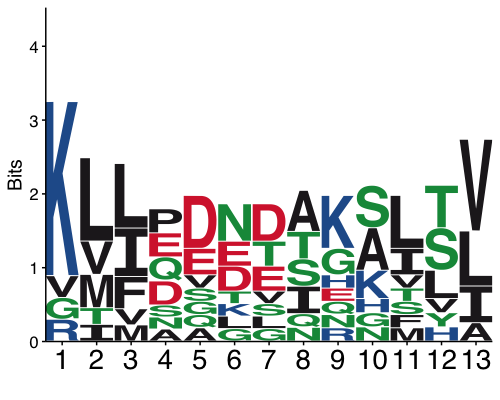 4
3
2
1
0
Bits
K V G R
L V M T I
L I F V M
P E Q D S N A
D E V S G Q A
N E D T K L G
D T E V S L G
A T S I N
K G H E Q N R
S A K H G N
L I V T S F M
T S L V Y H
V L I A
1 2 3 4 5 6 7 8 9 10 11 12 13